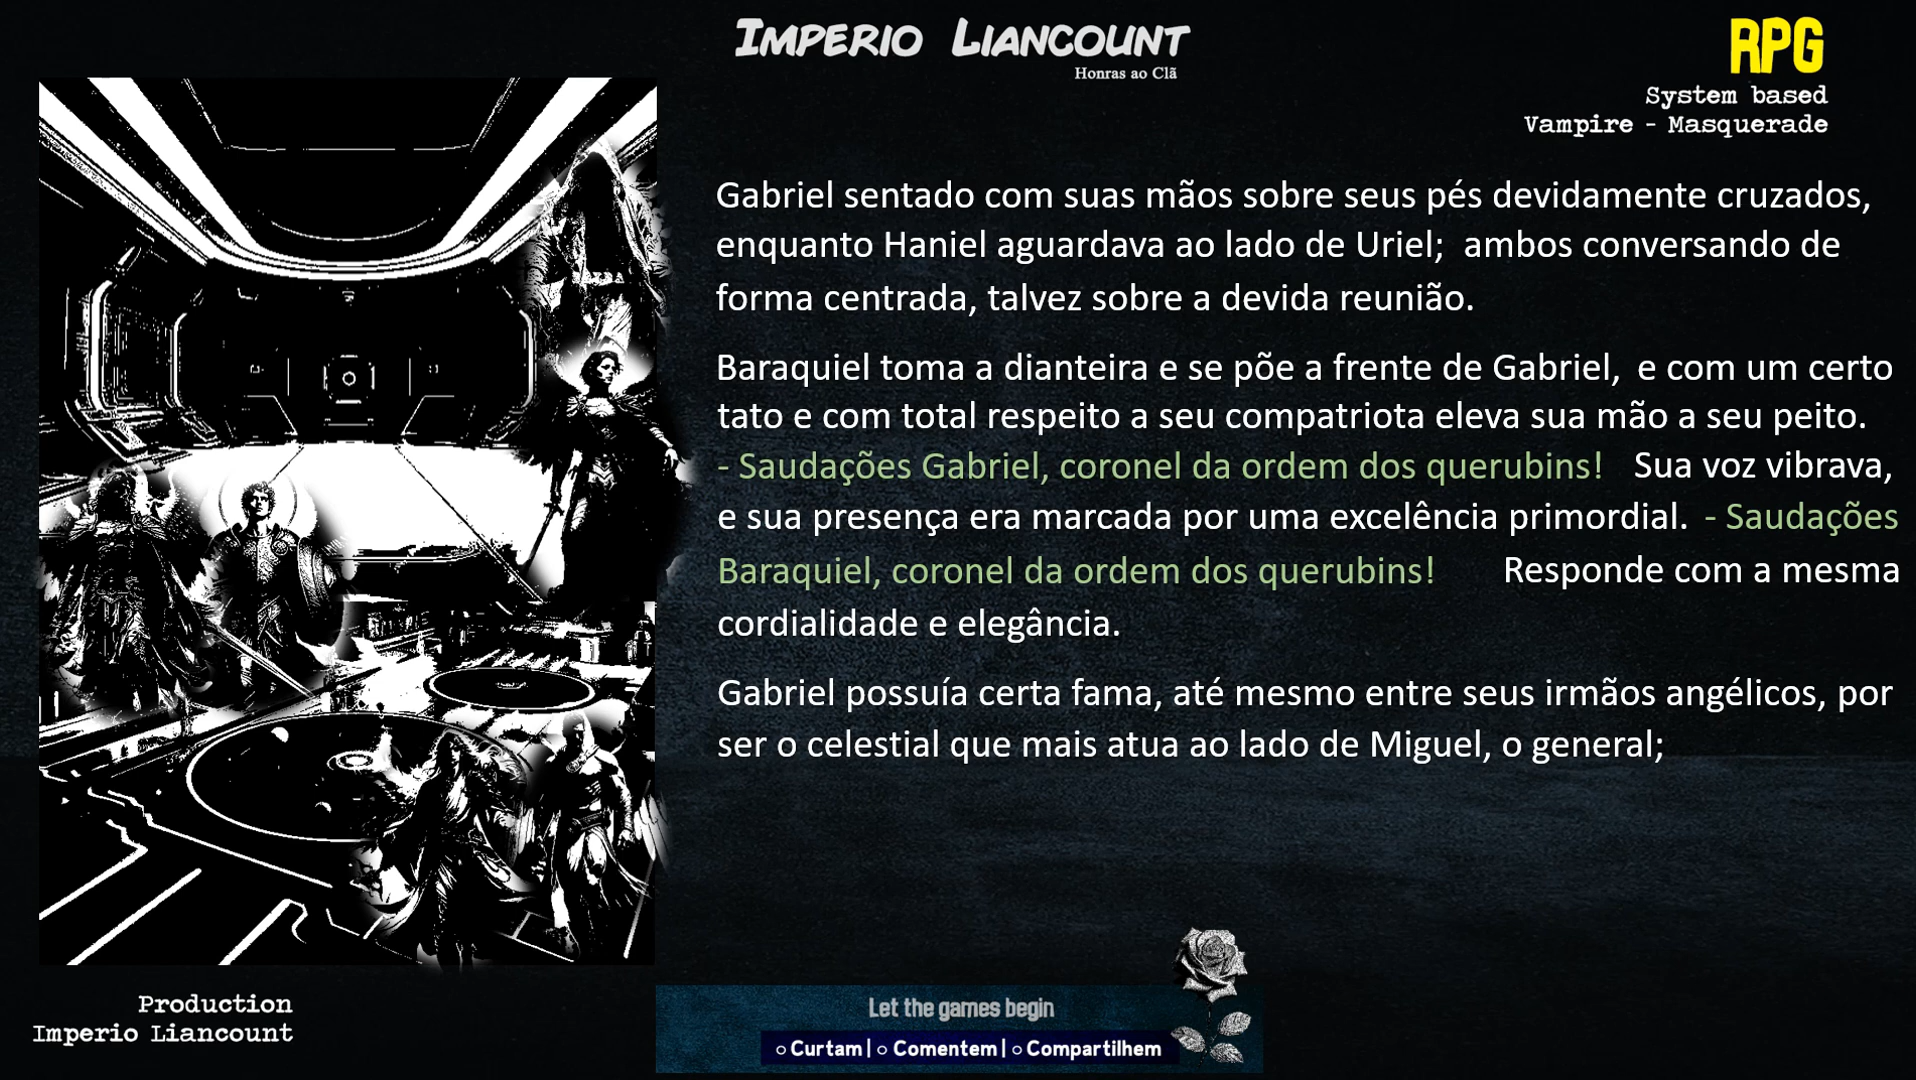 IMPERIO LIANCOUNT
Honras ao Clã
RPG
System based
Vampire - Masquerade
Gabriel sentado com suas mãos sobre seus pés devidamente cruzados,
enquanto Haniel aguardava ao lado de Uriel; ambos conversando de
forma centrada, talvez sobre a devida reunião.
Baraquiel toma a dianteira e se põe a frente de Gabriel, e com um certo
tato e com total respeito a seu compatriota eleva sua mão a seu peito.
- Saudações Gabriel, coronel da ordem dos querubins! Sua voz vibrava,
e sua presença era marcada por uma excelência primordial. - Saudações
Baraquiel, coronel da ordem dos querubins! Responde com a mesma
cordialidade e elegância.
Gabriel possuía certa fama, até mesmo entre seus irmãos angélicos, por
ser o celestial que mais atua ao lado de Miguel, o general;
Production
Imperio Liancount
Let the games begin
○ Curtam | ○ Comentem | ○ Compartilhem